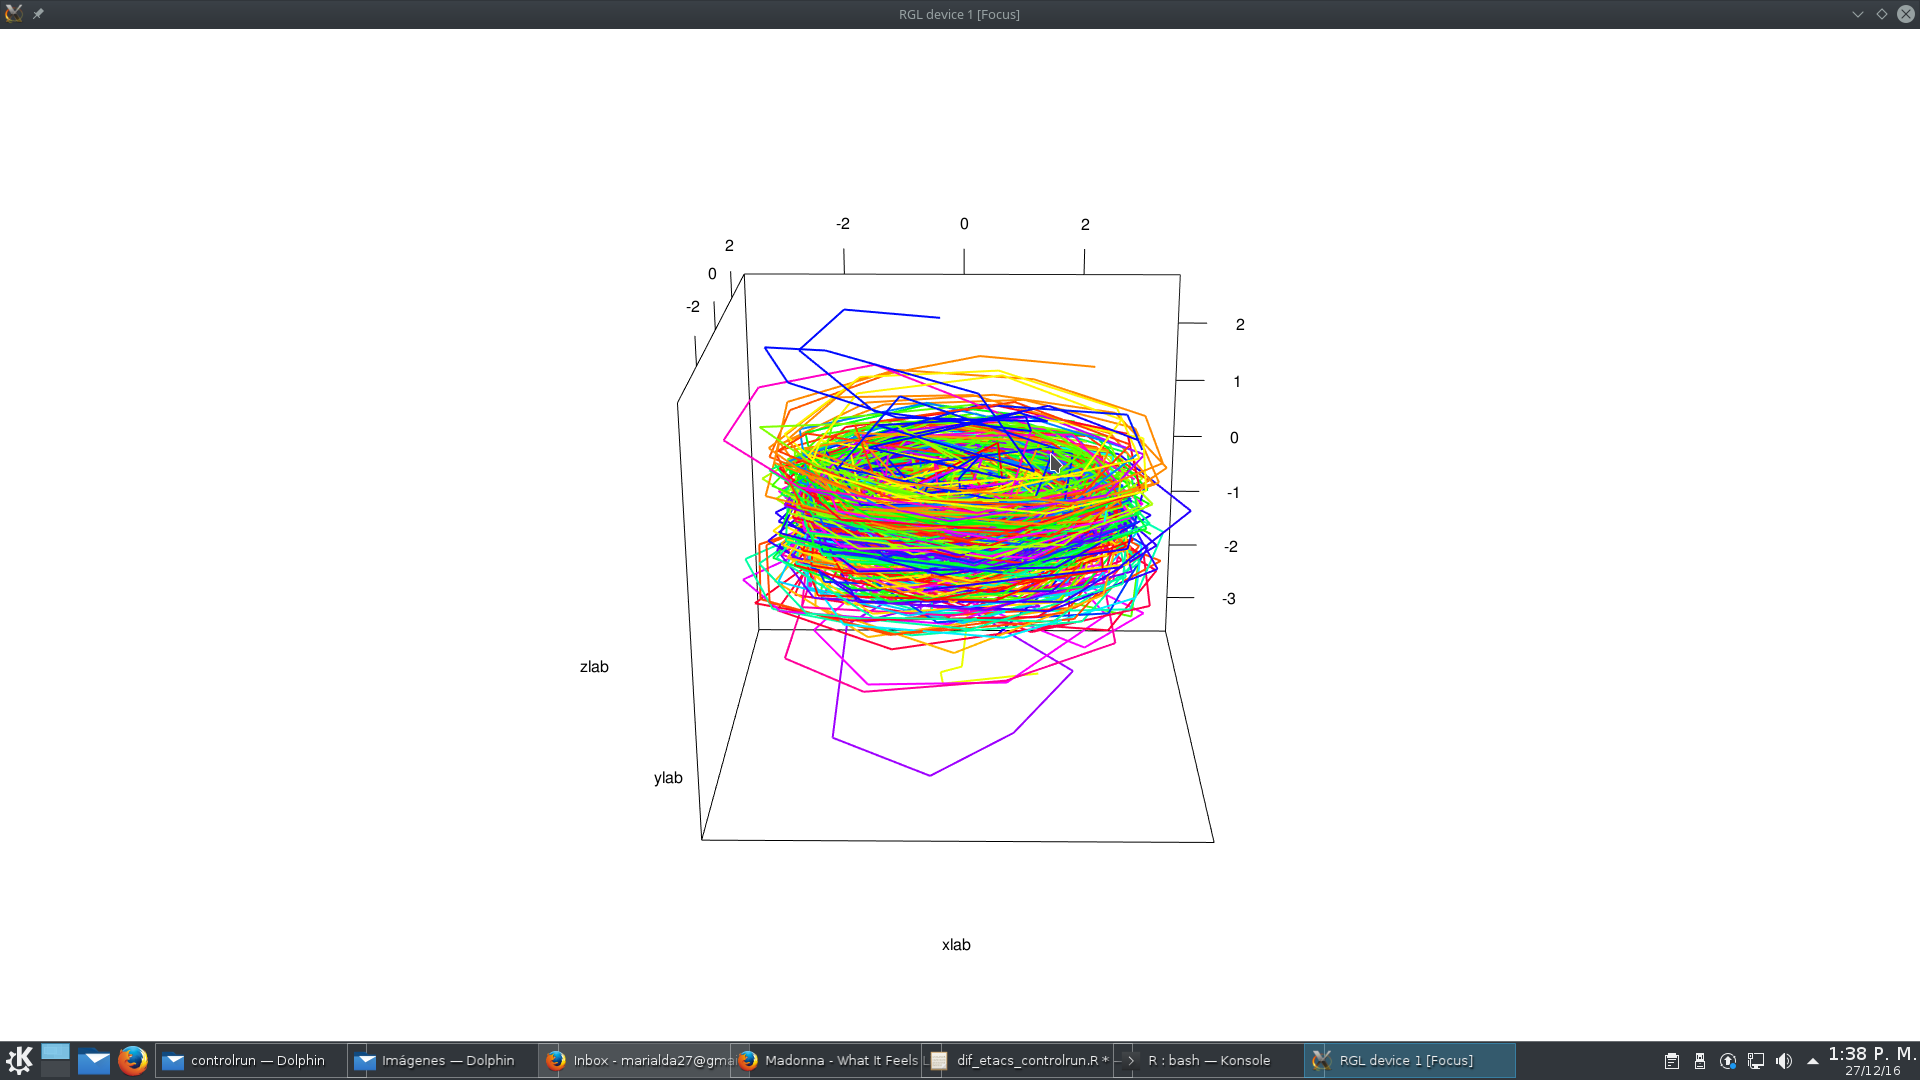 RGL device 1 [Focus]
-2 0 2
2
0
-2
2
1
0
-1
-2
-3
zlab
ylab
xlab
controlrun — Dolphin
Imágenes — Dolphin
Inbox - marialda27@gma
Madonna - What It Feels
dif_etacs_controlrun.R *
R : bash — Konsole
RGL device 1 [Focus]
1:38 P. M.
27/12/16